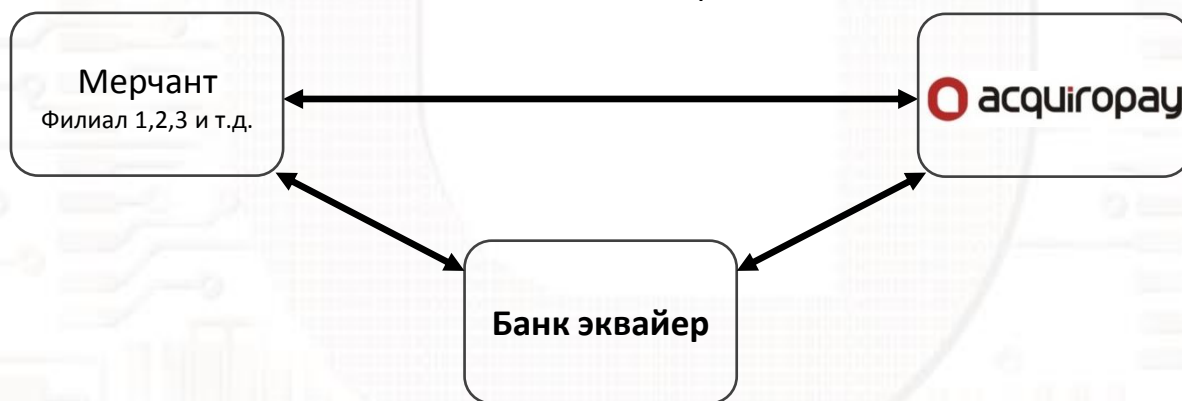 Мерчант
Филиал 1,2,3 и т.д.
acquiropay
Банк эквайер